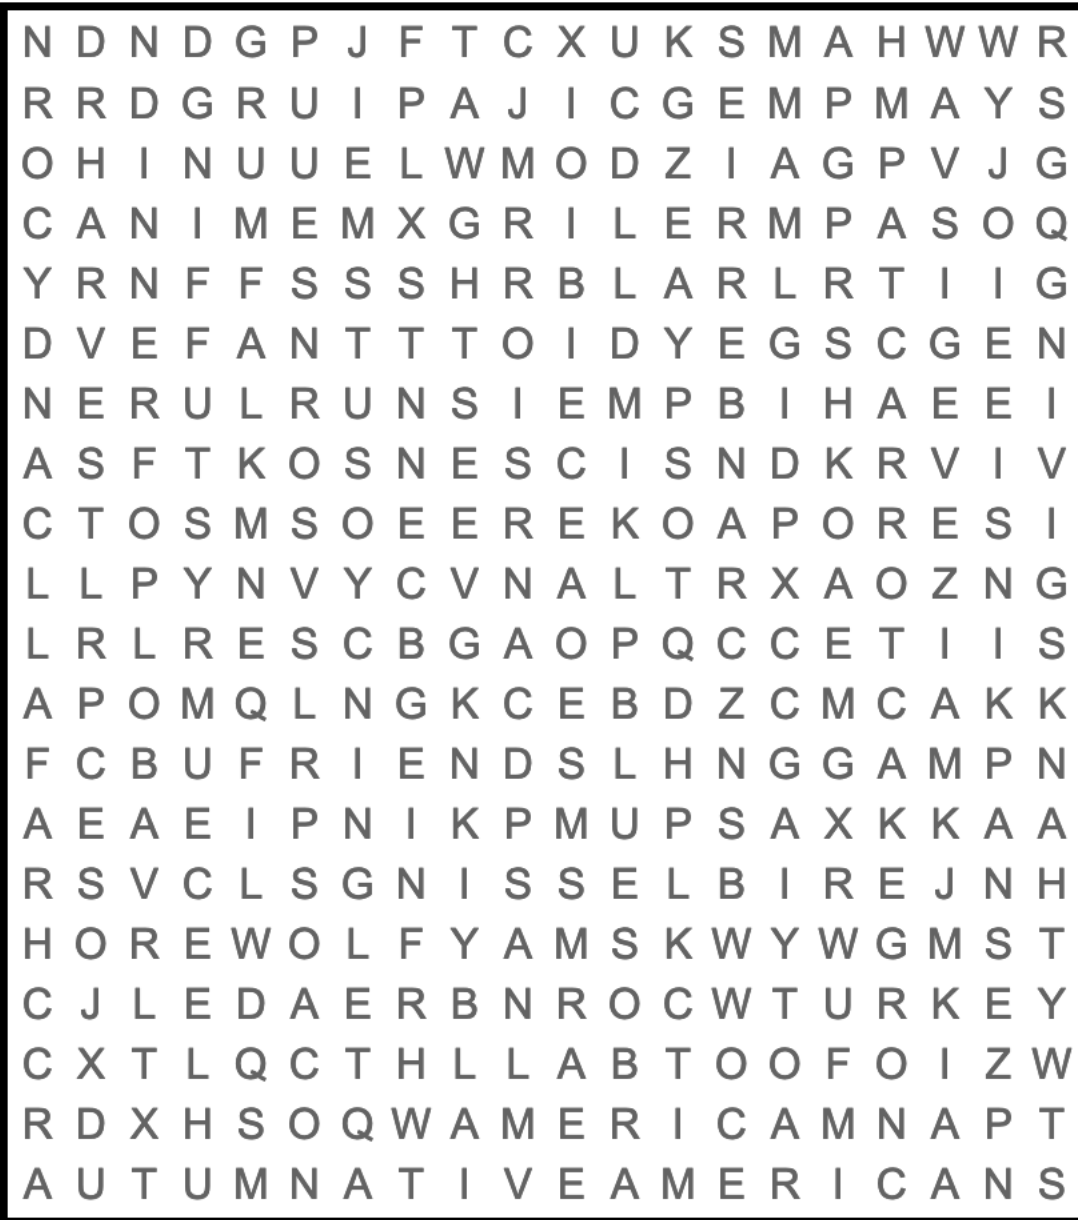 N D N D G P J F T C X U K S M A H W W R
R R D G R U I P A J I C G E M P M A Y S
O H I N U U E L W M O D Z I A G P V J G
C A N I M E M X G R I L E R M P A S O Q
Y R N F F S S S H R B L A R L R T I I G
D V E F A N T T T O I D Y E G S C G E N
N E R U L R U N S I E M P B I H A E E I
A S F T K O S N E S C I S N D K R V I V
C T O S M S O E E R E K O A P O R E S I
L L P Y N V Y C V N A L T R X A O Z N G
L R L R E S C B G A O P Q C C E T I I S
A P O M Q L N G K C E B D Z C M C A K K
F C B U F R I E N D S L H N G G A M P N
A E A E I P N I K P M U P S A X K K A A
R S V C L S G N I S S E L B I R E J N H
H O R E W O L F Y A M S K W Y W G M S T
C J L E D A E R B N R O C W T U R K E Y
C X T L Q C T H L L A B T O O F O I Z W
R D X H S O Q W A M E R I C A M N A P T
A U T U M N A T I V E A M E R I C A N S